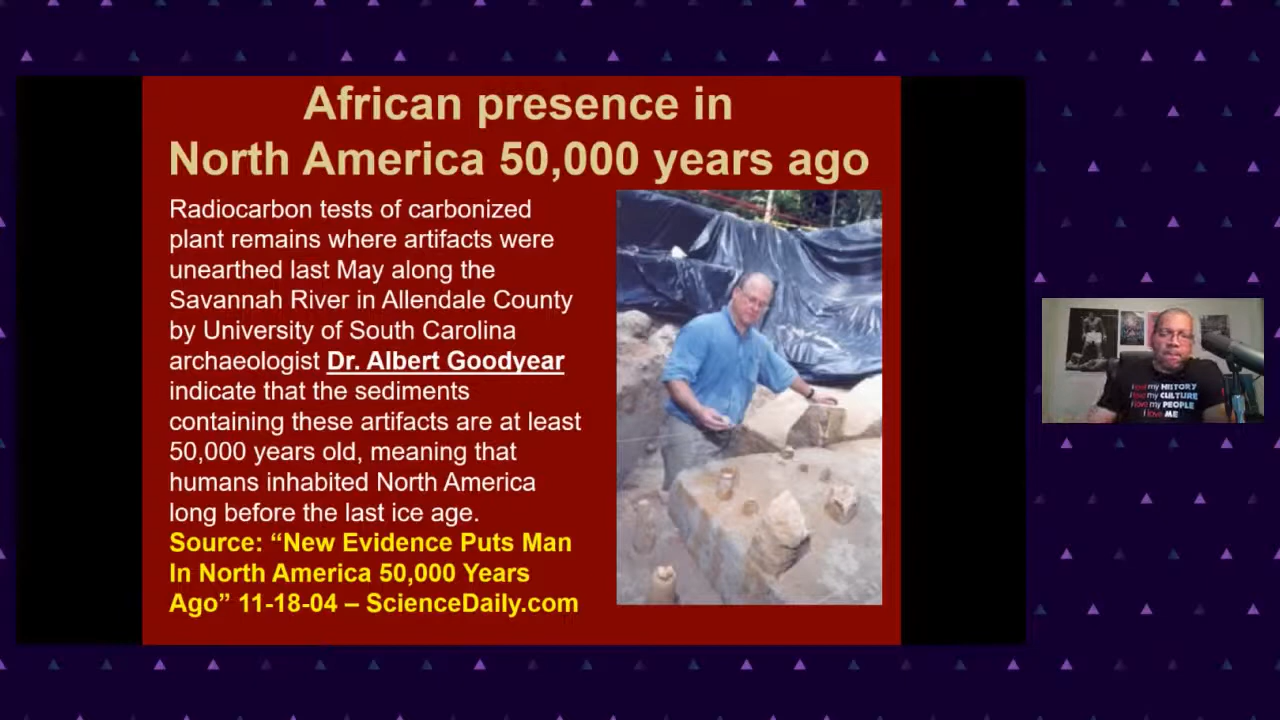 African presence in
North America 50,000 years ago
Radiocarbon tests of carbonized
plant remains where artifacts were
unearthed last May along the
Savannah River in Allendale County
by University of South Carolina
archaeologist Dr. Albert Goodyear
indicate that the sediments
containing these artifacts are at least
50,000 years old, meaning that
humans inhabited North America
long before the last ice age.
Source: “New Evidence Puts Man
In North America 50,000 Years
Ago” 11-18-04 – ScienceDaily.com
I love my HISTORY
I love my CULTURE
I love my PEOPLE
I love ME